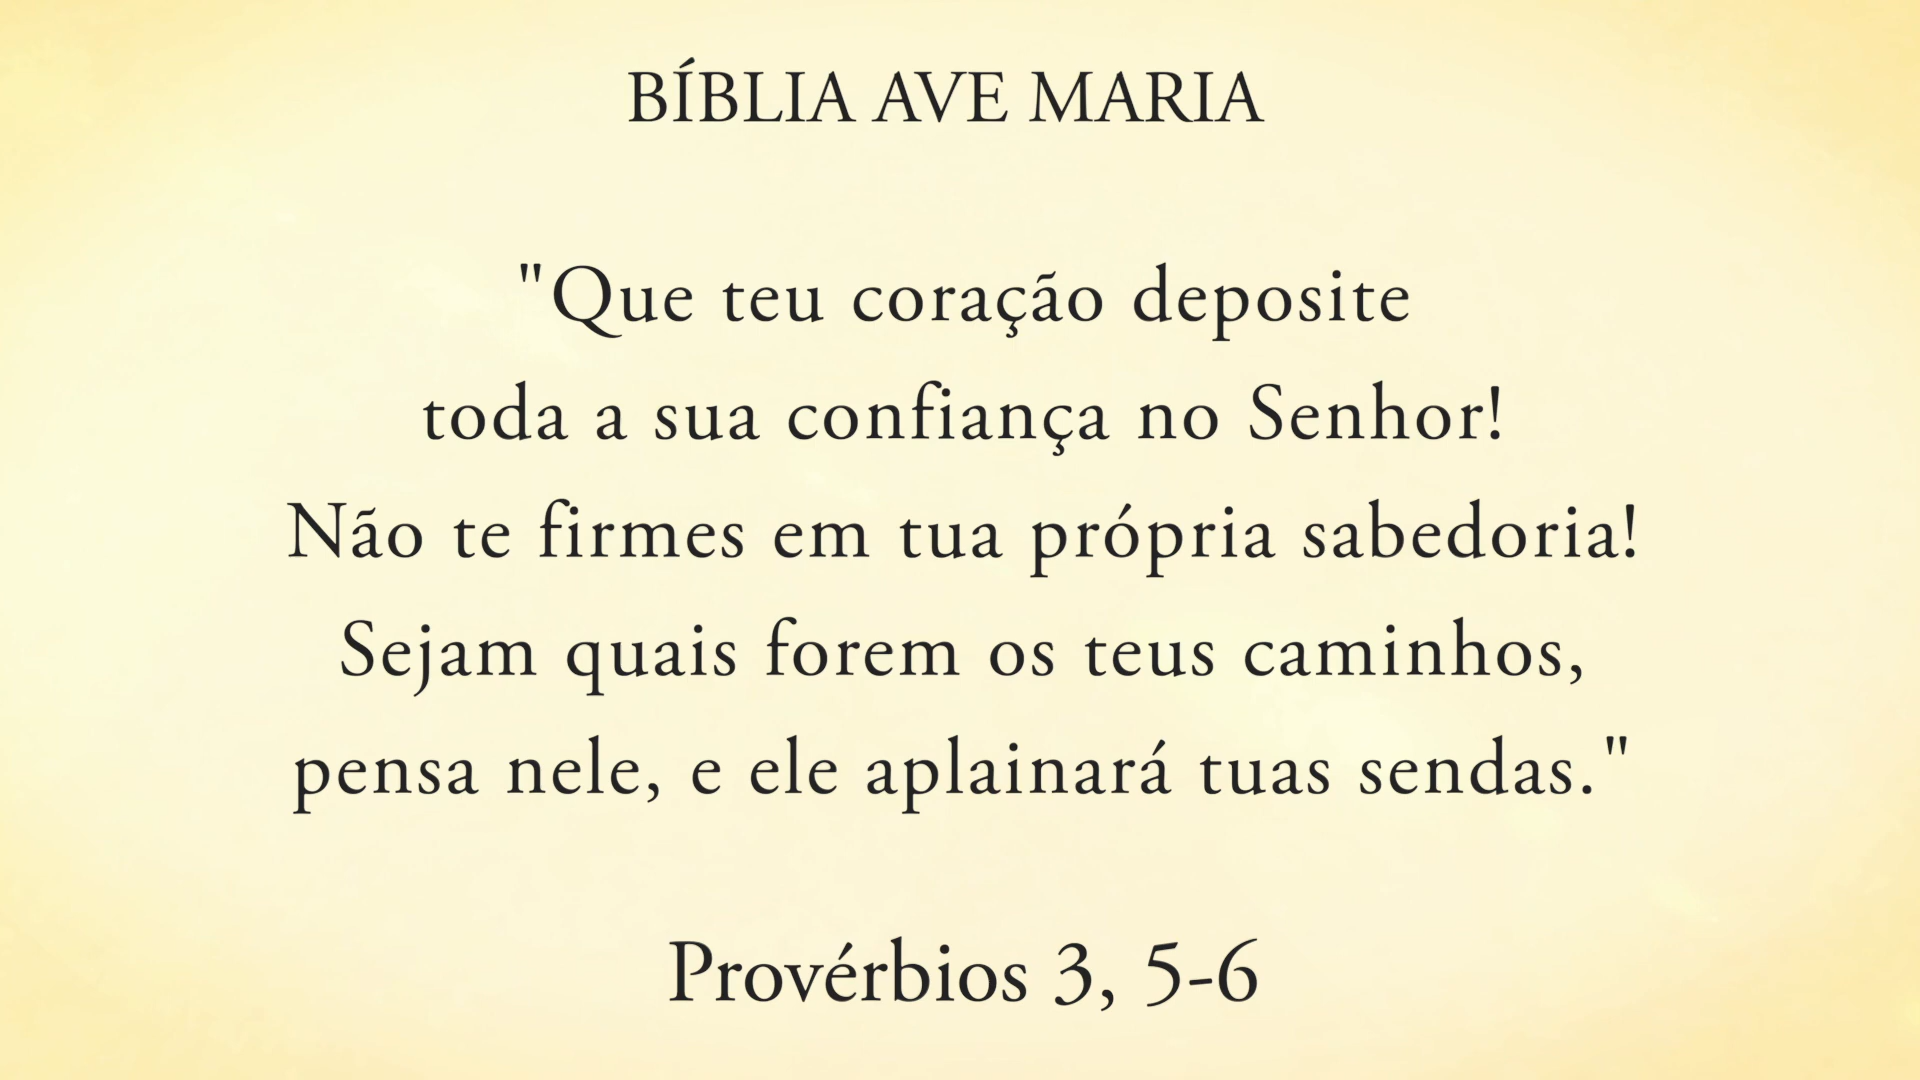 BÍBLIA AVE MARIA
"Que teu coração deposite
toda a sua confiança no Senhor!
Não te firmes em tua própria sabedoria!
Sejam quais forem os teus caminhos,
pensa nele, e ele aplainará tuas sendas."
Provérbios 3, 5-6